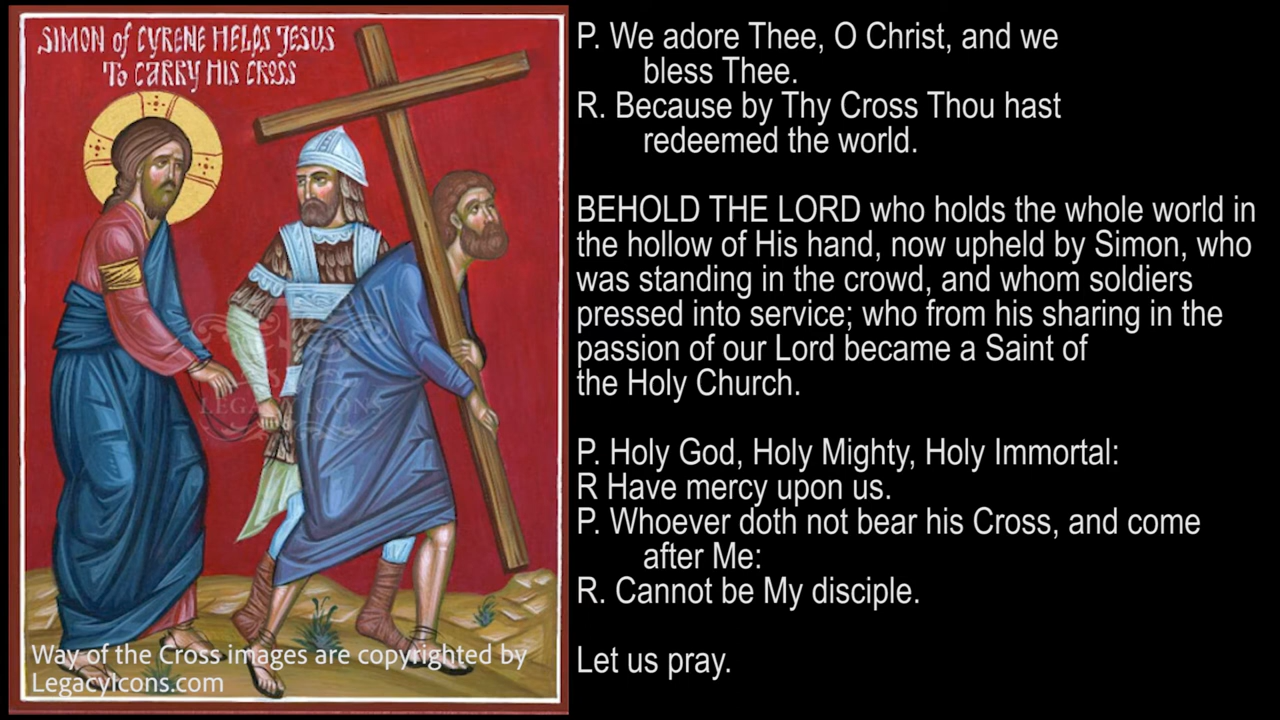 SIMON of CYRENE HELPS JESUS
To CARRY HIS CROSS
LEGACY ICONS
Way of the Cross images are copyrighted by
LegacyIcons.com
P. We adore Thee, O Christ, and we
bless Thee.
R. Because by Thy Cross Thou hast
redeemed the world.
BEHOLD THE LORD who holds the whole world in
the hollow of His hand, now upheld by Simon, who
was standing in the crowd, and whom soldiers
pressed into service; who from his sharing in the
passion of our Lord became a Saint of
the Holy Church.
P. Holy God, Holy Mighty, Holy Immortal:
R Have mercy upon us.
P. Whoever doth not bear his Cross, and come
after Me:
R. Cannot be My disciple.
Let us pray.